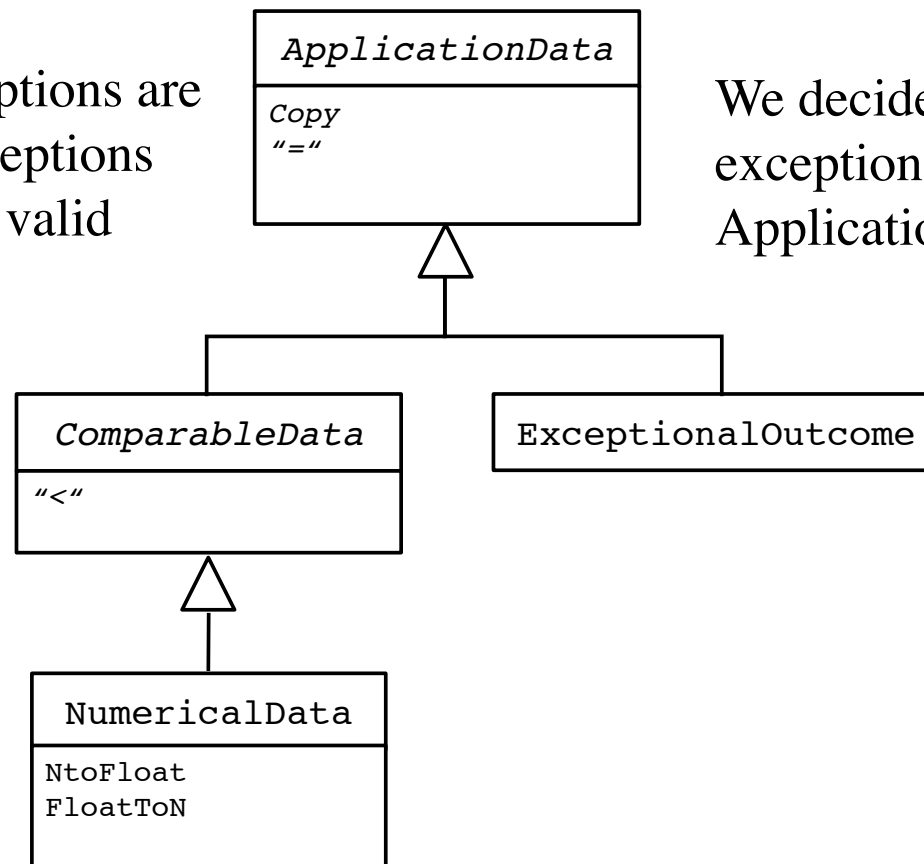 ApplicationData
Copy
“=“
ptions are
eptions
valid
We decide
exception
Applicatio
ComparableData
“<“
ExceptionalOutcome
NumericalData
NtoFloat
FloatToN